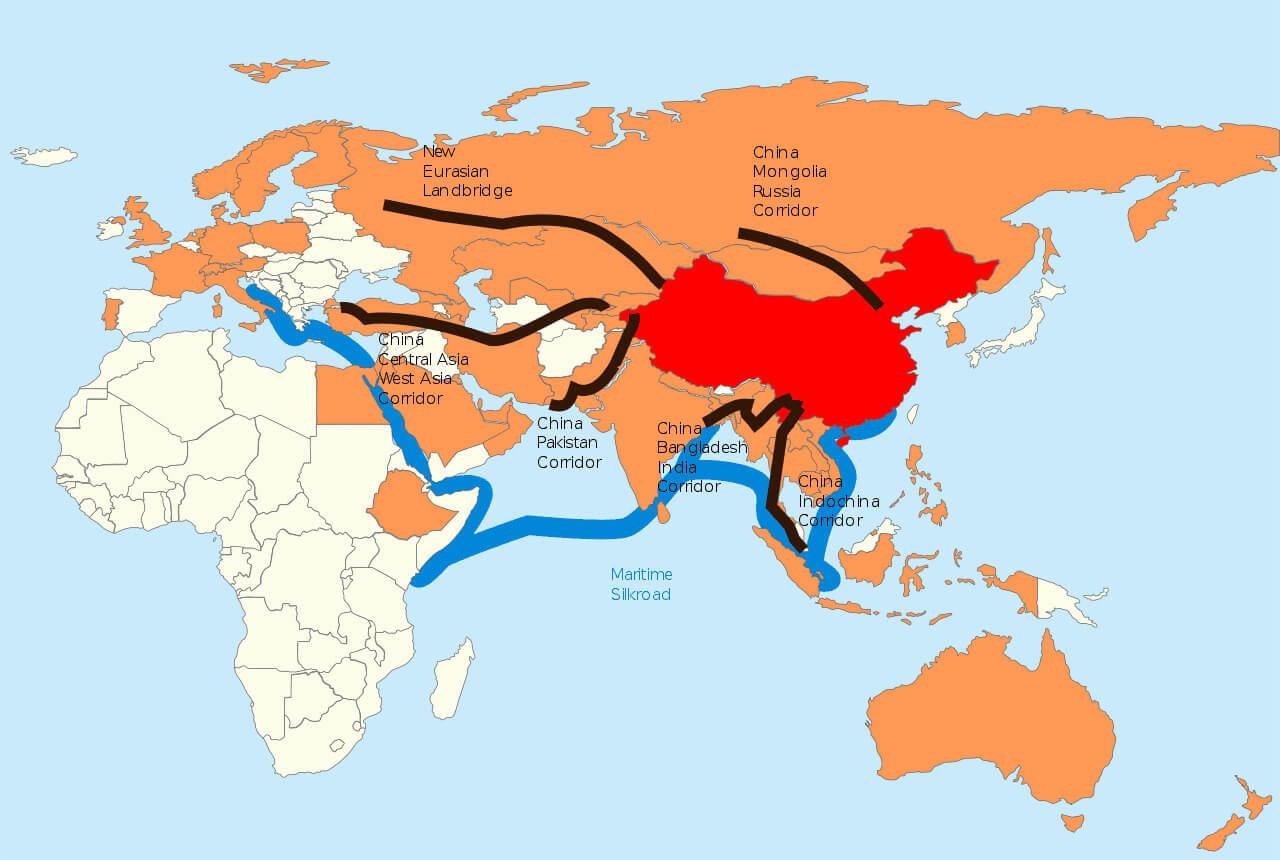 New
Eurasian
Landbridge
China
Mongolia
Russia
Corridor
China
Central Asia
West Asia
Corridor
China
Pakistan
Corridor
China
Bangladesh
India
Corridor
China
Indochina
Corridor
Maritime
Silkroad